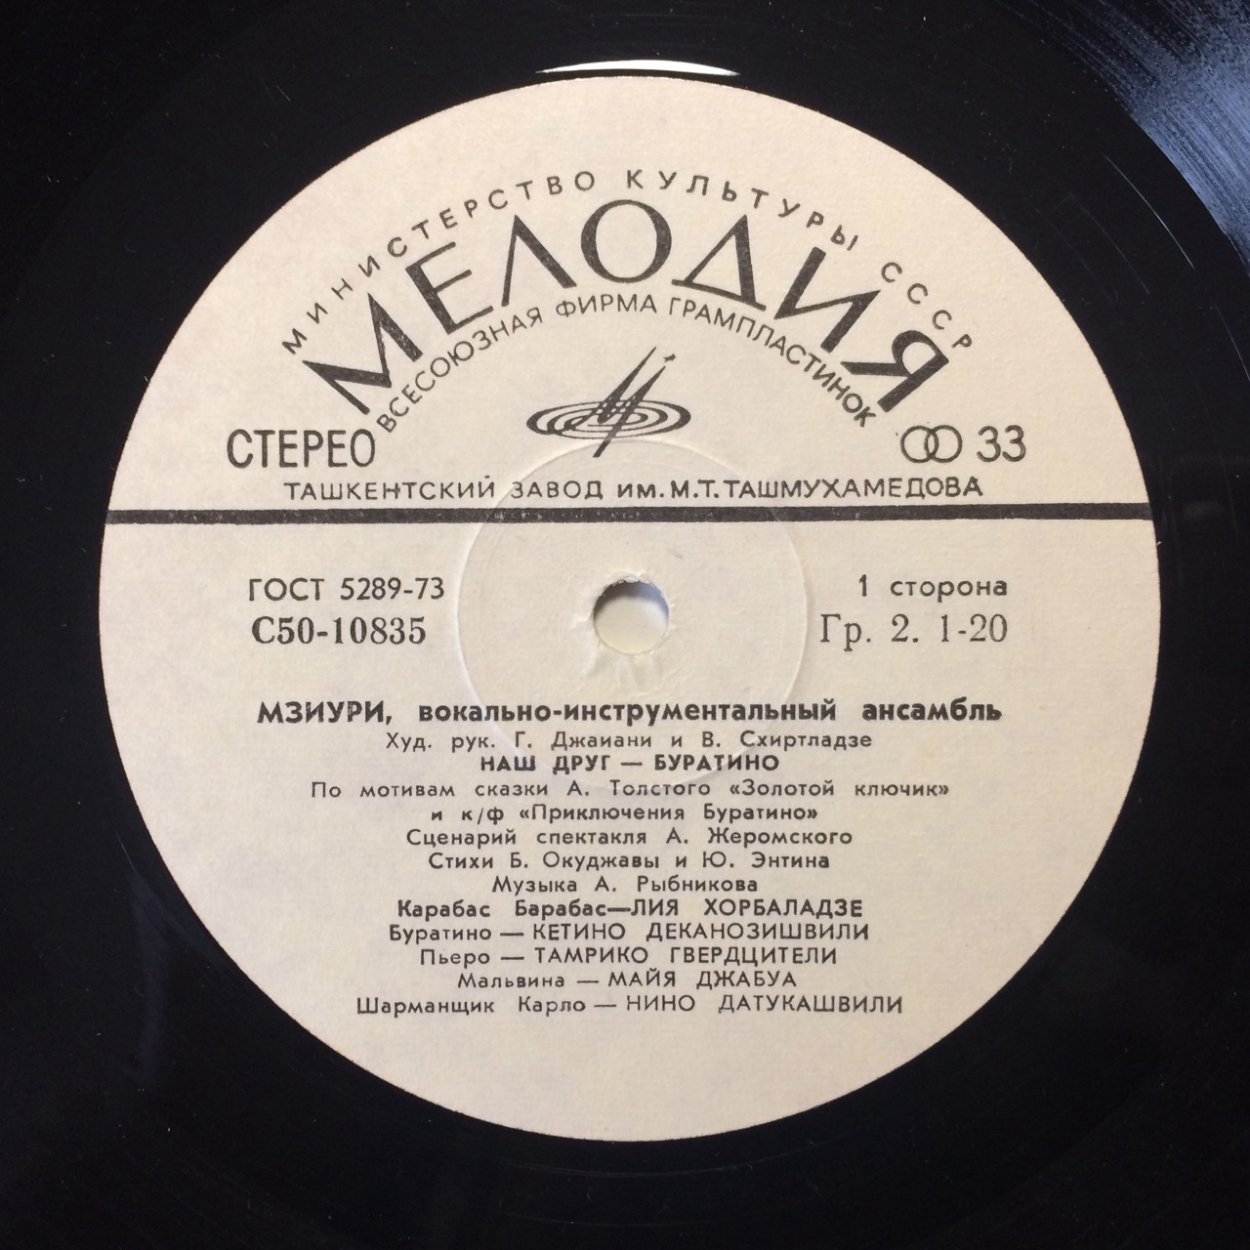 МИНИСТЕРСТВО КУЛЬТУРЫ СССР
МЕЛОДИЯ
ВСЕСОЮЗНАЯ ФИРМА ГРАМПЛАСТИНОК
СТЕРЕО
33
ТАШКЕНТСКИЙ ЗАВОД ИМ. М.Т. ТАШМУХАМЕДОВА
ГОСТ 5289-73
1 сторона
С50-10835
Гр. 2. 1-20
МЗИУРИ, вокально-инструментальный ансамбль
Худ. рук. Г. Джаиани и В. Схиртладзе
НАШ ДРУГ — БУРАТИНО
По мотивам сказки А. Толстого «Золотой ключик»
и к/ф «Приключения Буратино»
Сценарий спектакля А. Жеромского
Стихи Б. Окуджавы и Ю. Энтина
Музыка А. Рыбникова
Карабас Барабас—ЛИЯ ХОРБАЛАДЗЕ
Буратино — КЕТИНО ДЕКАНОЗИШВИЛИ
Пьеро — ТАМРИКО ГВЕРДЦИТЕЛИ
Мальвина — МАЙЯ ДЖАБУА
Шарманщик Карло — НИНО ДАТУКАШВИЛИ